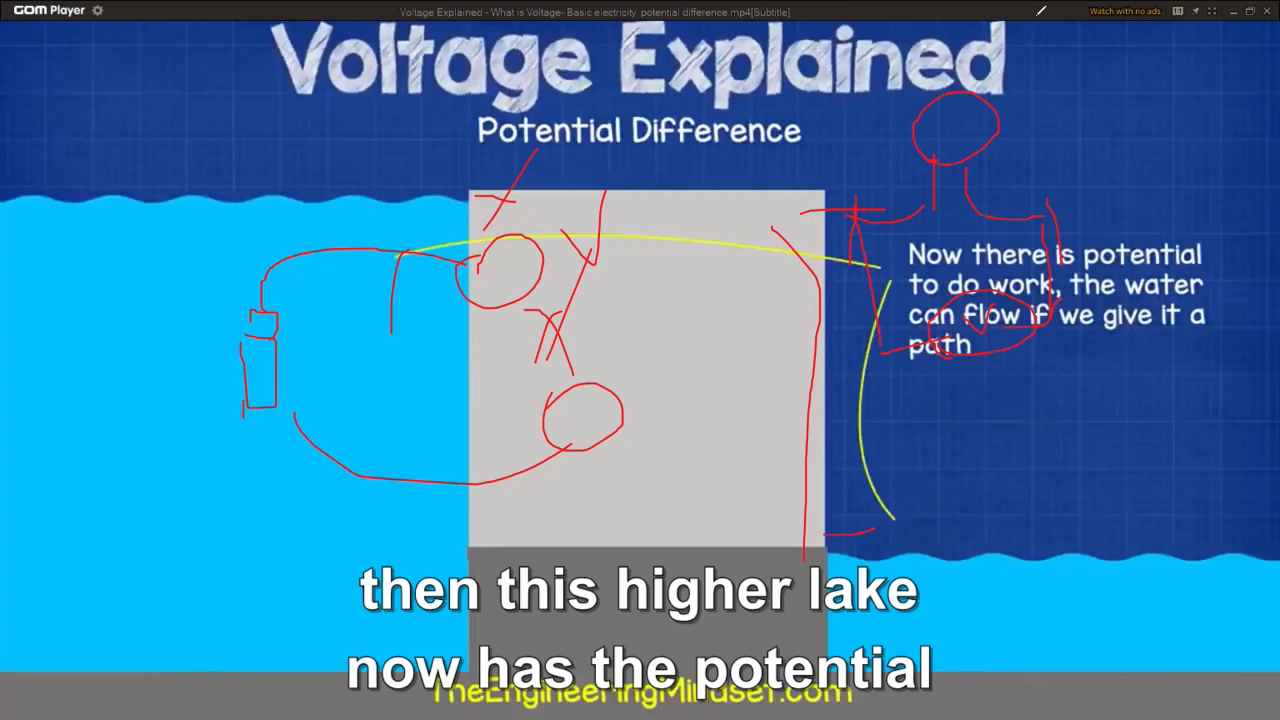 GOM Player
Voltage Explained - What is Voltage- Basic electricity potential difference.mp4[Subtitle]
Watch with no ads
Voltage Explained
Potential Difference
Now there is potential
to do work, the water
can flow if we give it a
path
V
then this higher lake
now has the potential
TheEngineeringMindset.com